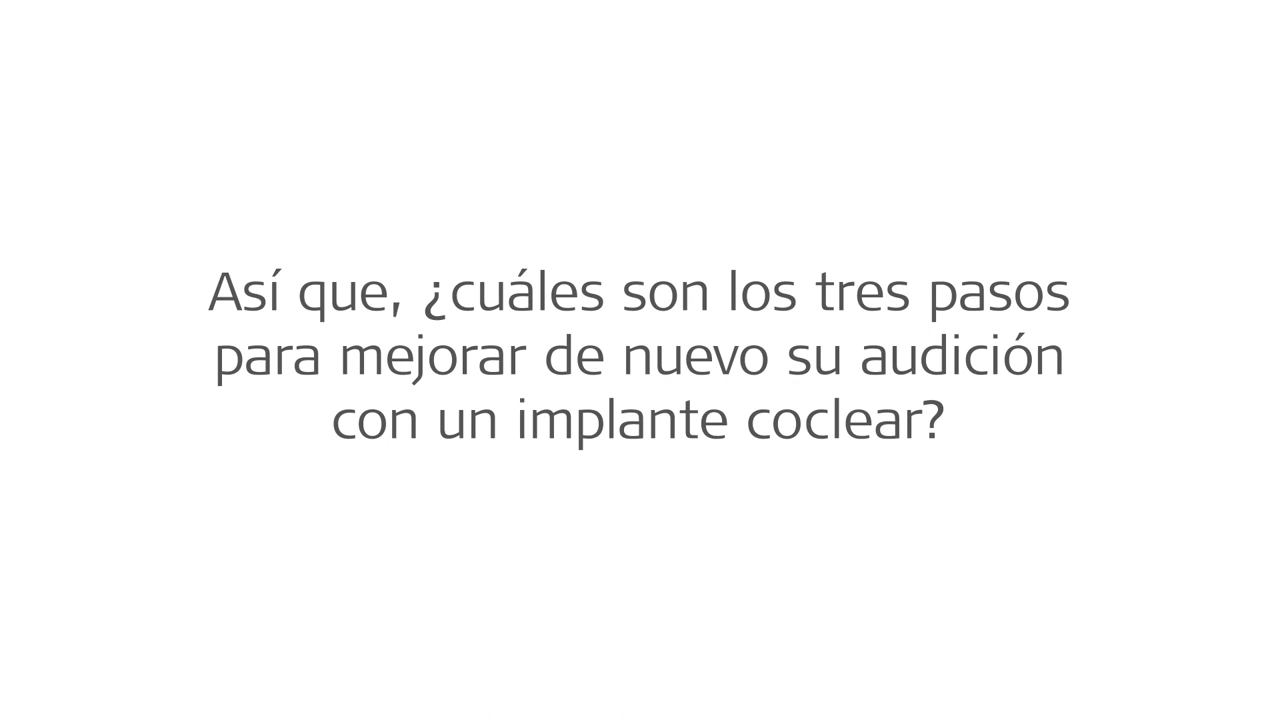 Así que, ¿cuáles son los tres pasos
para mejorar de nuevo su audición
con un implante coclear?